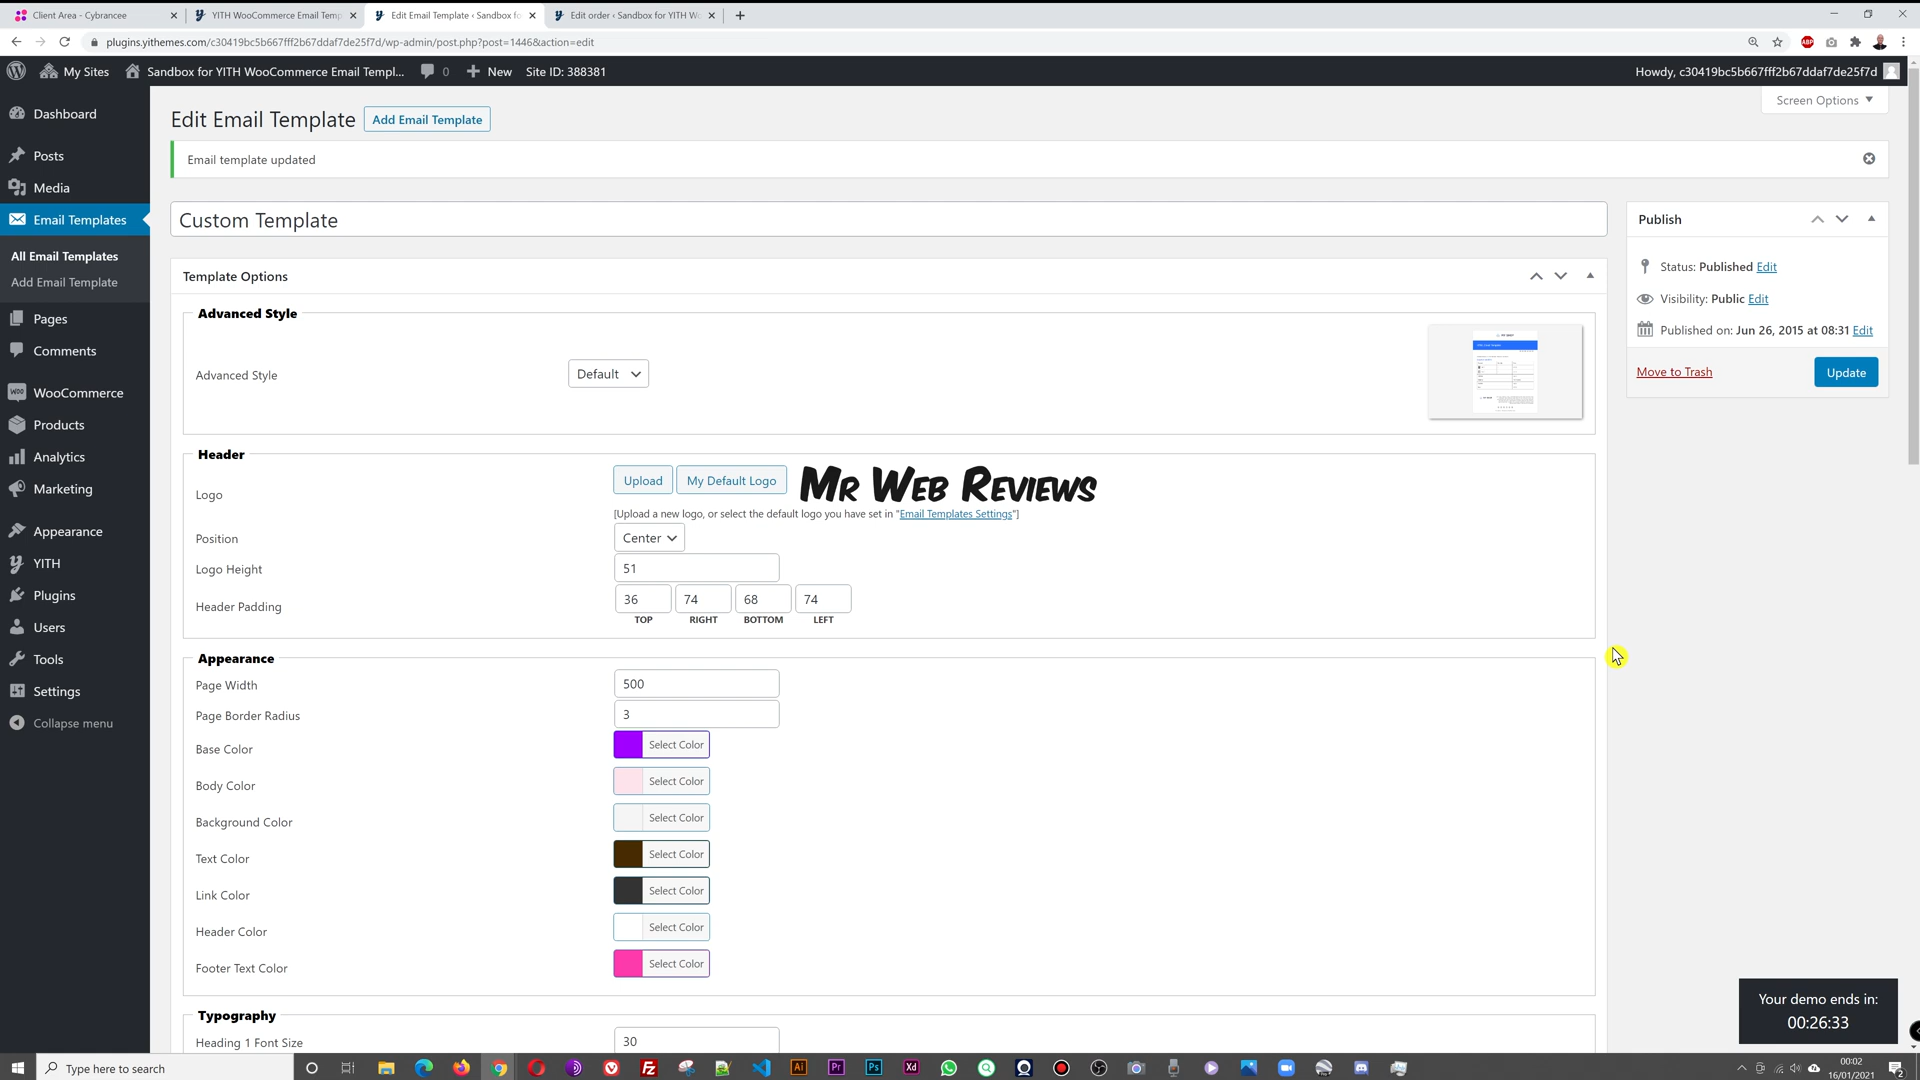 Client Area - Cybrancee
YITH WooCommerce Email Temp
Edit Email Template ‹ Sandbox fo
Edit order ‹ Sandbox for YITH W
plugins.yithemes.com/c30419bc5b667fff2b67ddaf7de25f7d/wp-admin/post.php?post=1446&action=edit
My Sites
Sandbox for YITH WooCommerce Email Templ...
0
New
Site ID: 388381
Howdy, c30419bc5b667fff2b67ddaf7de25f7d
Dashboard
Posts
Media
Email Templates
All Email Templates
Add Email Template
Pages
Comments
WooCommerce
Products
Analytics
Marketing
Appearance
YITH
Plugins
Users
Tools
Settings
Collapse menu
Screen Options
Edit Email Template
Add Email Template
Email template updated
Custom Template
Template Options
Advanced Style
Advanced Style
Default
Header
Logo
Upload
My Default Logo
Mr Web Reviews
[Upload a new logo, or select the default logo you have set in "Email Templates Settings"]
Position
Center
Logo Height
51
Header Padding
36 74 68 74
TOP RIGHT BOTTOM LEFT
Appearance
Page Width
500
Page Border Radius
3
Base Color
Select Color
Body Color
Select Color
Background Color
Select Color
Text Color
Select Color
Link Color
Select Color
Header Color
Select Color
Footer Text Color
Select Color
Typography
Heading 1 Font Size
30
Publish
Status: Published Edit
Visibility: Public Edit
Published on: Jun 26, 2015 at 08:31 Edit
Move to Trash
Update
Your demo ends in:
00:26:33
Type here to search
00:02
16/01/2021